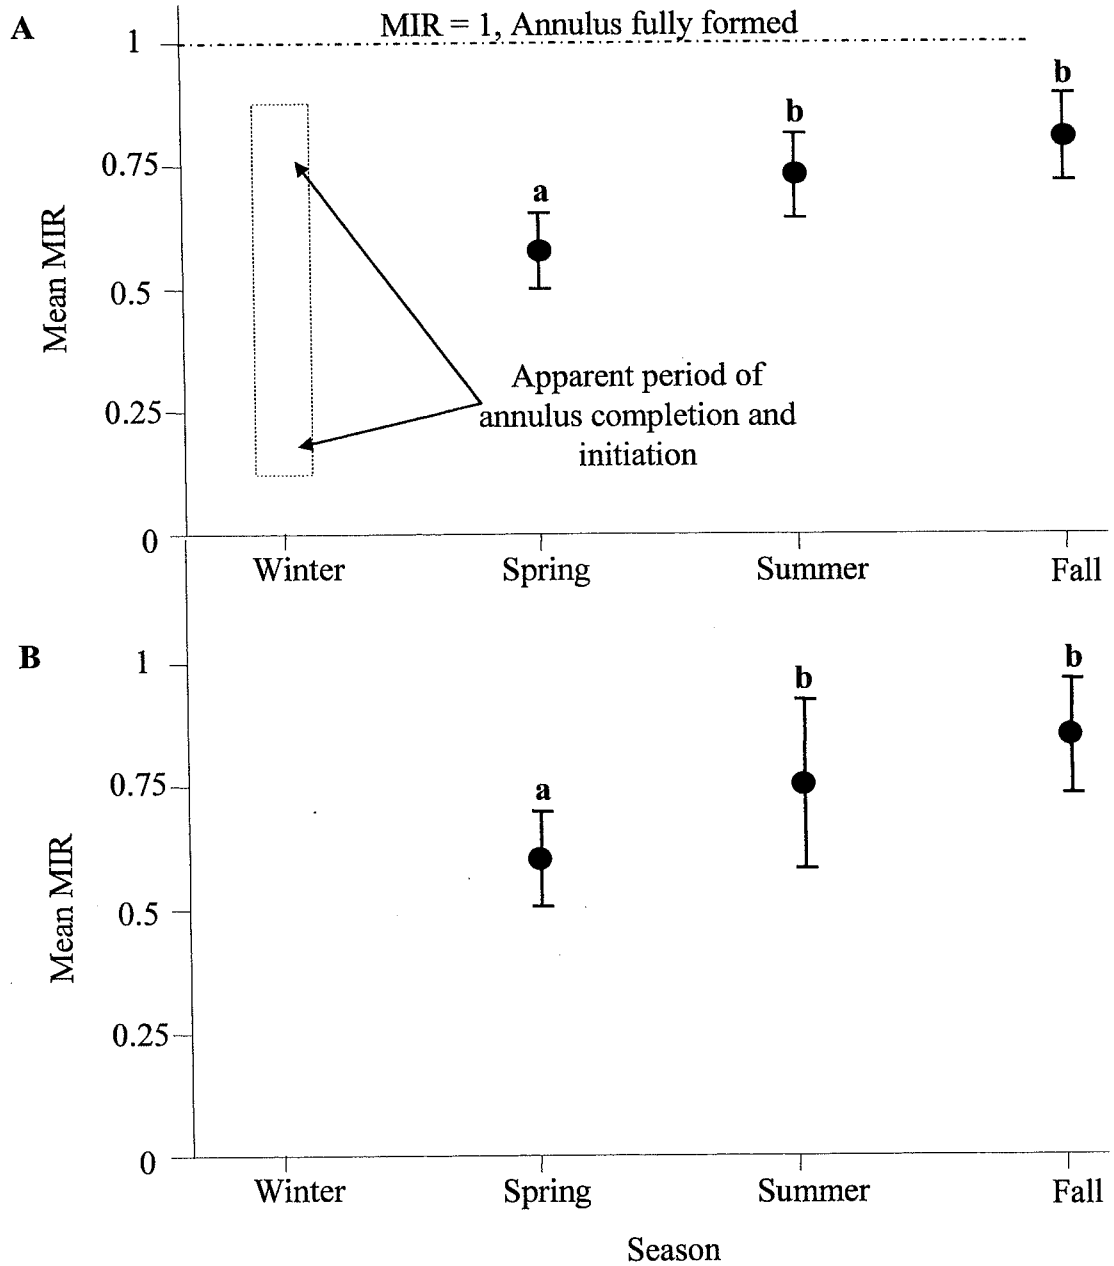 A
MIR = 1, Annulus fully formed
1
b
b
0.75
a
Mean MIR
0.5
Apparent period of
0.25
annulus completion and
initiation
0
Winter
Spring
Summer
Fall
B
1
b
b
0.75
a
Mean MIR
0.5
0.25
0
Winter
Spring
Summer
Fall
Season